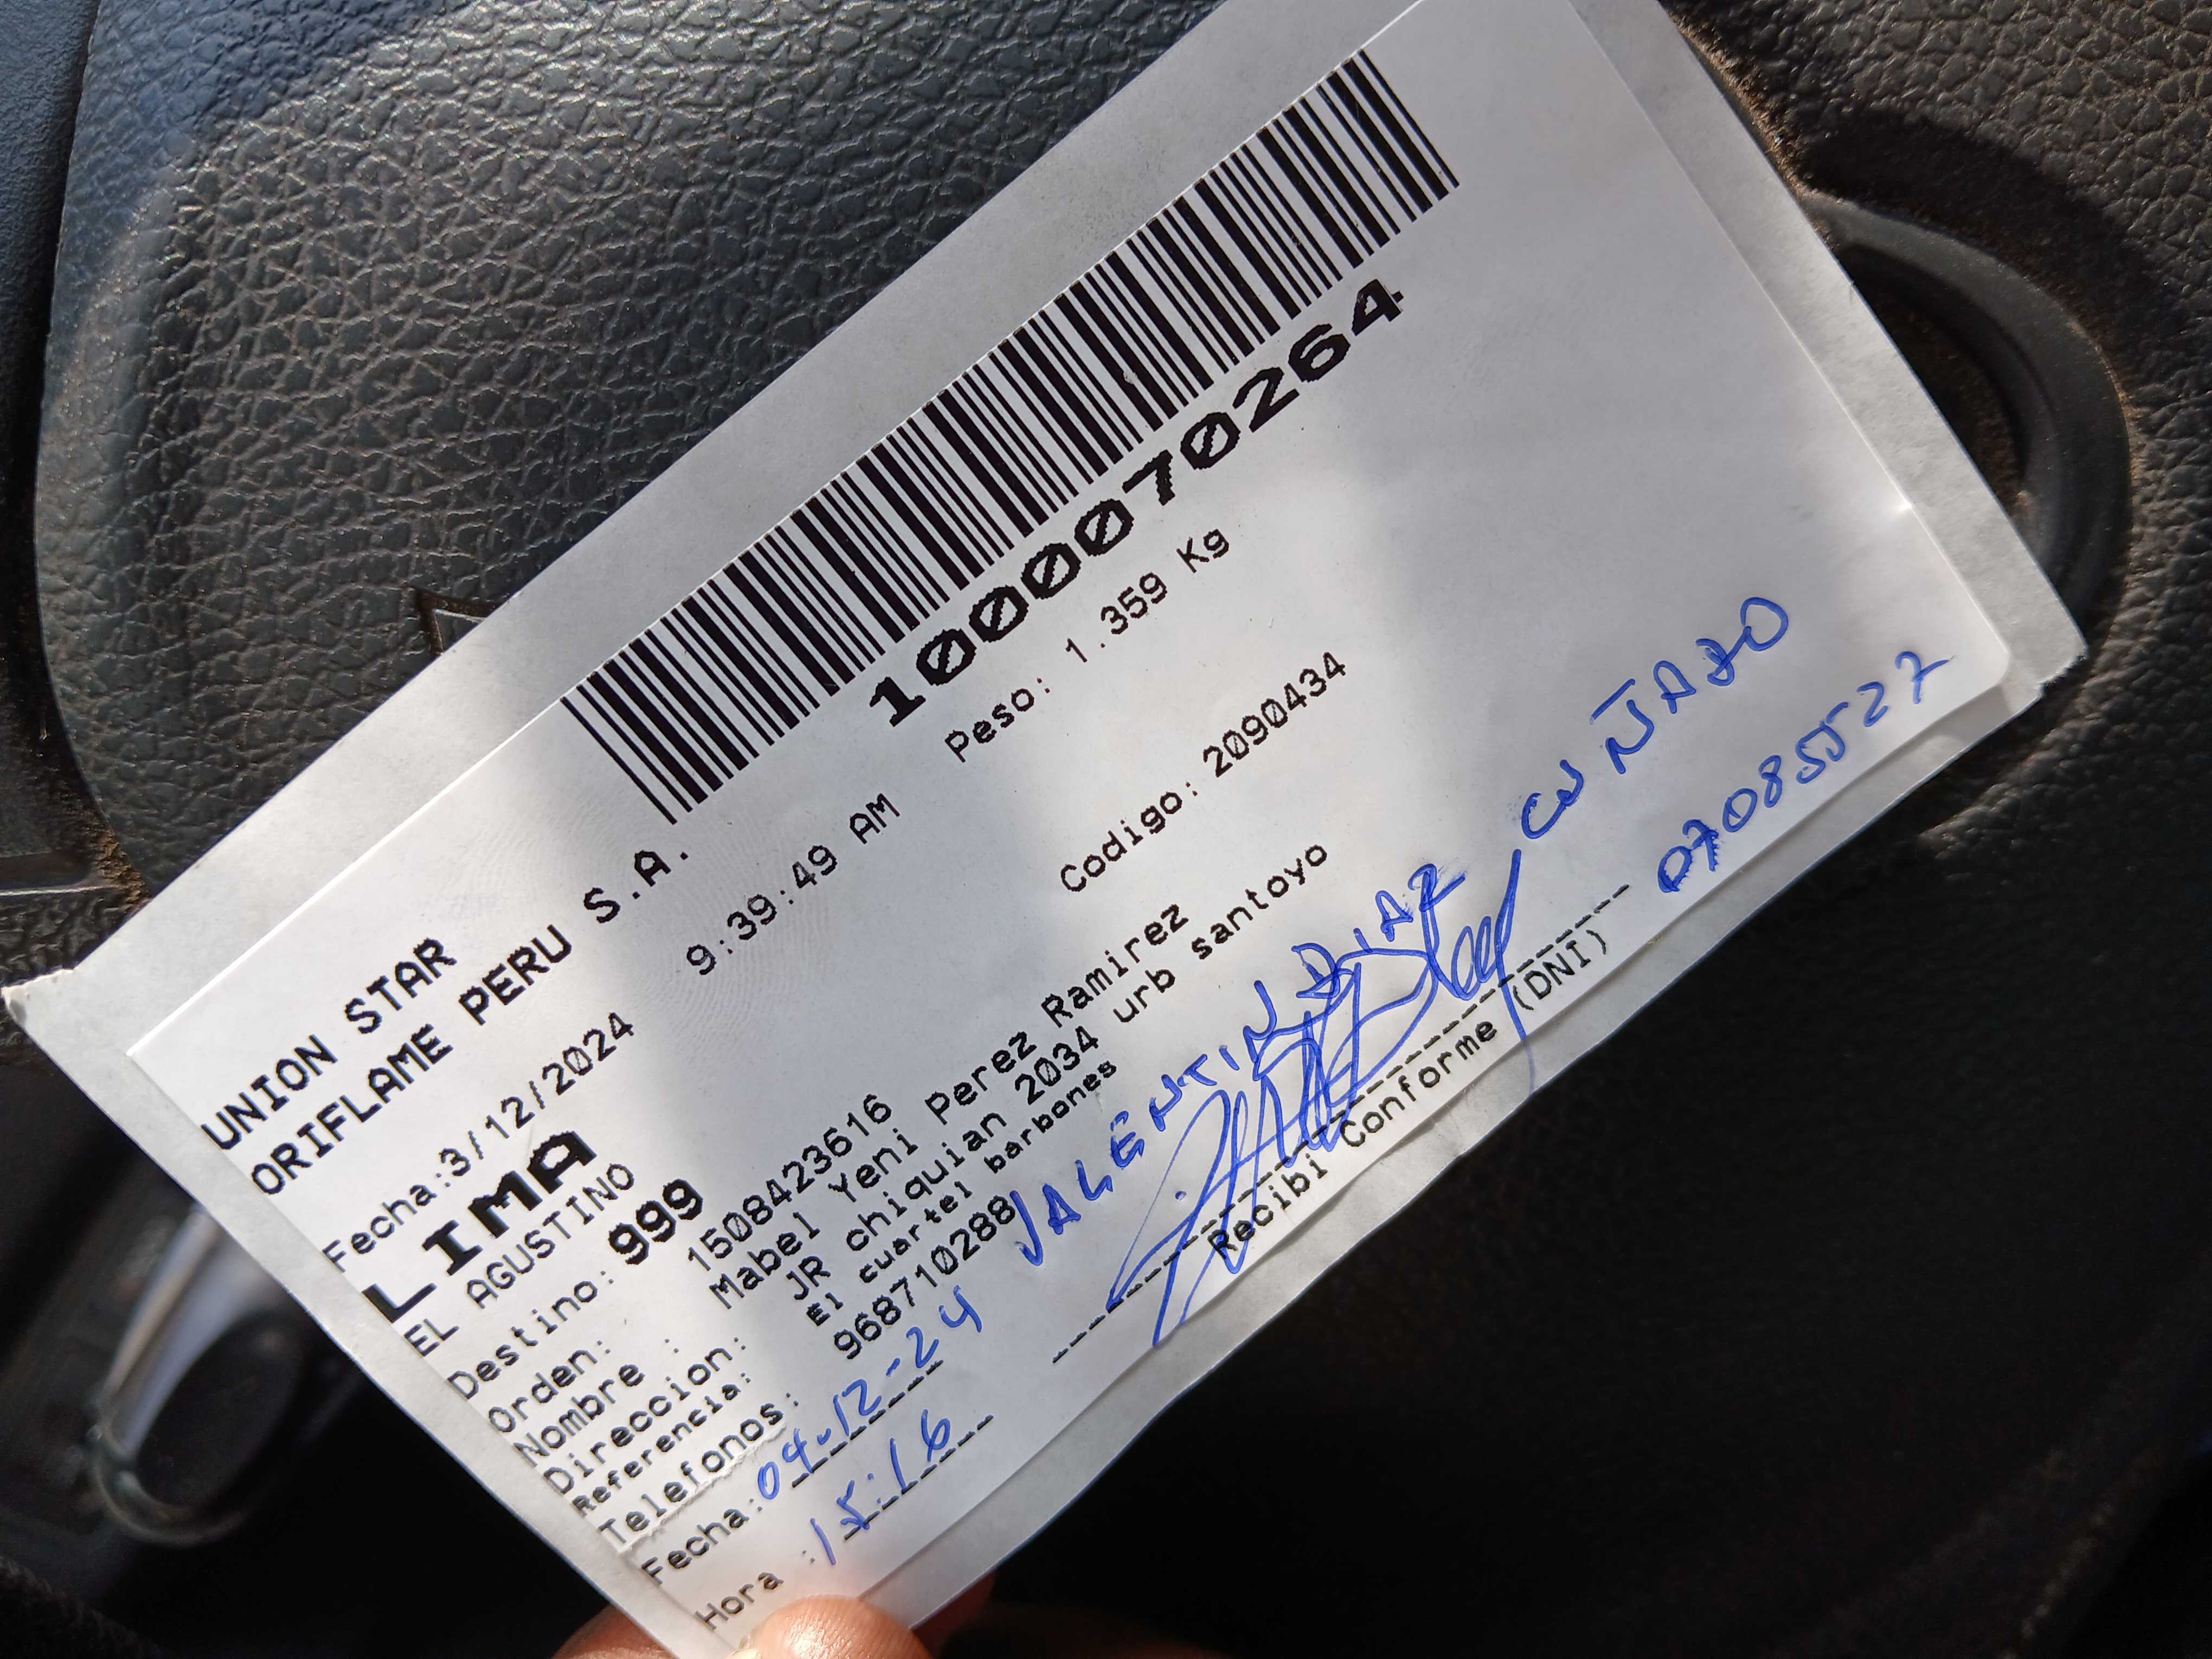 10000070264
UNION STAR
ORIFLAME PERU S.A.
Fecha:3/12/2024 9:39:49 AM Peso: 1.359 Kg
LIMA
EL AGUSTINO
Destino: 999 Codigo: 2090434
Orden: 1508423616
Nombre : Mabel Yeni Perez Ramirez
Direccion: JR chiquian 2034 urb santoyo
Referencia: El cuartel barbones
Telefonos: 968710288
VALENTIN DIAZ CUÑADO
Fecha:04-12-24
07085527
Hora :15:16
Recibi Conforme (DNI)